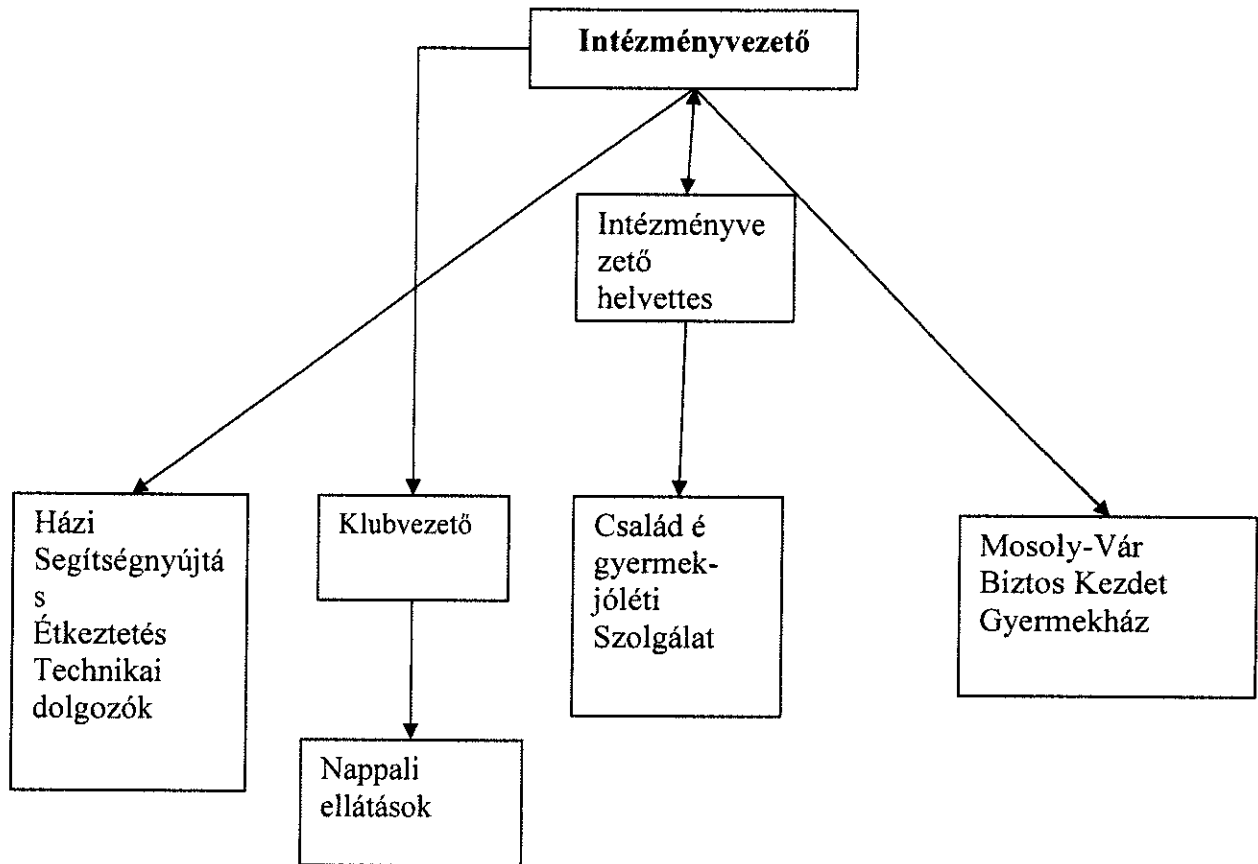 Intézményvezető
Intézményve
zető
helvettes
Házi
Segítségnyújtá
s
Étkeztetés
Technikai
dolgozók
Klubvezető
Család é
gyermek-
jóléti
Szolgálat
Mosoly-Vár
Biztos Kezdet
Gyermekház
Nappali
ellátások